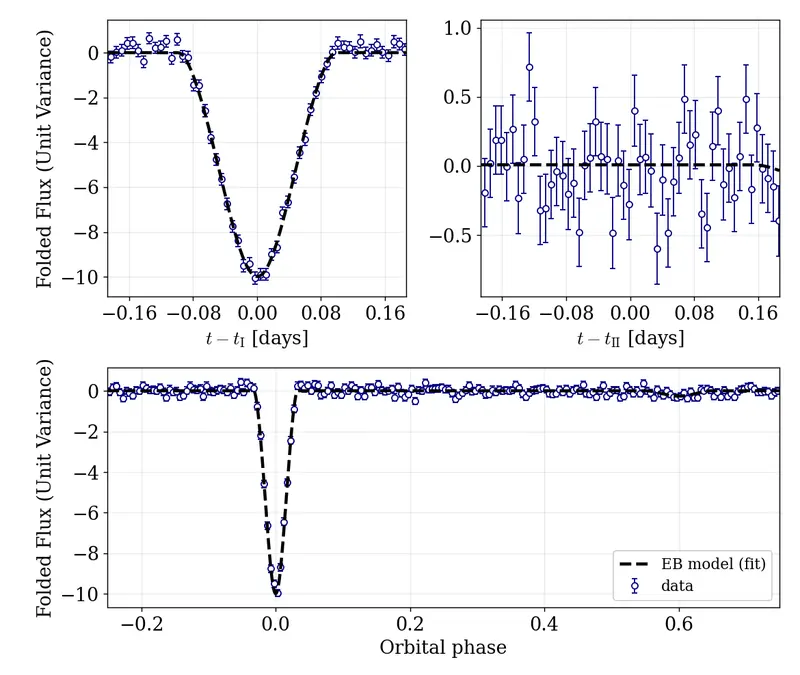 Folded Flux (Unit Variance)
0
−2
−4
−6
−8
−10
−0.16 −0.08 0.00 0.08 0.16
t − tI [days]
1.0
0.5
0.0
−0.5
−0.16 −0.08 0.00 0.08 0.16
t − tII [days]
Folded Flux (Unit Variance)
0
−2
−4
−6
−8
−10
−0.2 0.0 0.2 0.4 0.6
Orbital phase
EB model (fit)
data